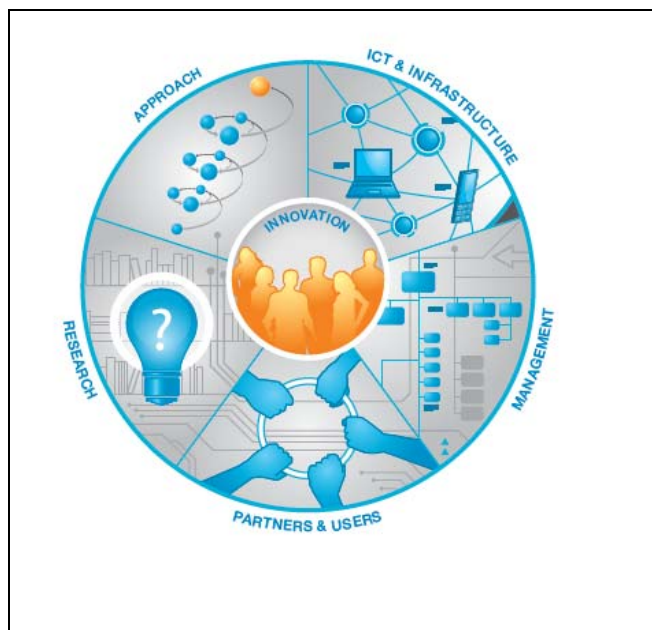 APPROACH
ICT & INFRASTRUCTURE
INNOVATION
?
RESEARCH
MANAGEMENT
PARTNERS & USERS